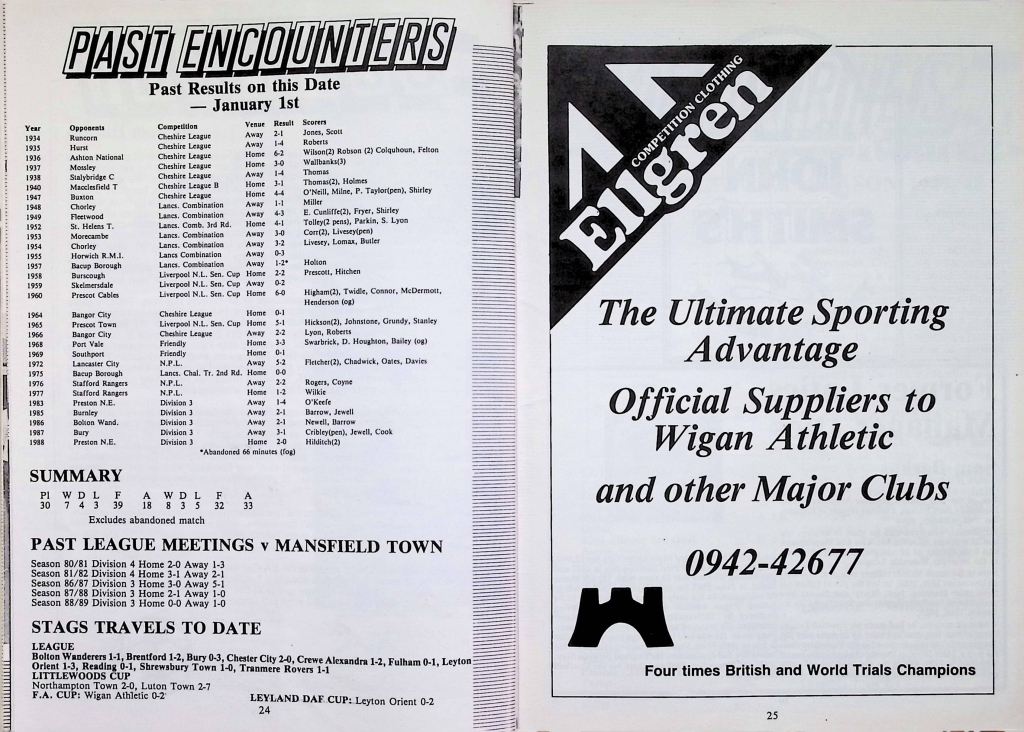 PAST ENCOUNTERS
Past Results on this Date
— January 1st
Year Opponents Competition Venue Result Scorers
1934 Runcorn Cheshire League Away 2-1 Jones, Scott
1935 Hurst Cheshire League Away 1-4 Roberts
1936 Ashton National Cheshire League Home 6-2 Wilson(2) Robson (2) Colquhoun, Felton
1937 Mossley Cheshire League Home 3-0 Wallbanks(3)
1938 Stalybridge C Cheshire League Away 1-4 Thomas
1940 Macclesfield T Cheshire League B Home 3-1 Thomas(2), Holmes
1947 Buxton Cheshire League Home 4-4 O'Neill, Milne, P. Taylor(pen), Shirley
1948 Chorley Lancs. Combination Away 1-1 Miller
1949 Fleetwood Lancs. Combination Away 4-3 E. Cunliffe(2), Fryer, Shirley
1952 St. Helens T. Lancs. Comb. 3rd Rd. Home 4-1 Tolley(2 pens), Parkin, S. Lyon
1953 Morecambe Lancs. Combination Away 3-0 Corr(2), Livesey(pen)
1954 Chorley Lancs. Combination Away 3-2 Livesey, Lomax, Butler
1955 Horwich R.M.I. Lancs Combination Away 0-3
1957 Bacup Borough Lancs. Combination Away 1-2* Holton
1958 Burscough Liverpool N.L. Sen. Cup Home 2-2 Prescott, Hitchen
1959 Skelmersdale Liverpool N.L. Sen. Cup Away 0-2
1960 Prescot Cables Liverpool N.L. Sen. Cup Home 6-0 Higham(2), Twidle, Connor, McDermott,
Henderson (og)
1964 Bangor City Cheshire League Home 0-1
1965 Prescot Town Liverpool N.L. Sen. Cup Home 5-1 Hickson(2), Johnstone, Grundy, Stanley
1966 Bangor City Cheshire League Away 2-2 Lyon, Roberts
1968 Port Vale Friendly Home 3-3 Swarbrick, D. Houghton, Bailey (og)
1969 Southport Friendly Home 0-1
1972 Lancaster City N.P.L. Away 5-2 Fletcher(2), Chadwick, Oates, Davies
1975 Bacup Borough Lancs. Chal. Tr. 2nd Rd. Home 0-0
1976 Stafford Rangers N.P.L. Away 2-2 Rogers, Coyne
1977 Stafford Rangers N.P.L. Home 1-2 Wilkie
1983 Preston N.E. Division 3 Away 1-4 O'Keefe
1985 Burnley Division 3 Away 2-1 Barrow, Jewell
1986 Bolton Wand. Division 3 Away 2-1 Newell, Barrow
1987 Bury Division 3 Away 3-1 Cribley(pen), Jewell, Cook
1988 Preston N.E. Division 3 Home 2-0 Hilditch(2)
*Abandoned 66 minutes (fog)
SUMMARY
Pl W D L F A W D L F A
30 7 4 3 39 18 8 3 5 32 33
Excludes abandoned match
PAST LEAGUE MEETINGS v MANSFIELD TOWN
Season 80/81 Division 4 Home 2-0 Away 1-3
Season 81/82 Division 4 Home 3-1 Away 2-1
Season 86/87 Division 3 Home 3-0 Away 5-1
Season 87/88 Division 3 Home 2-1 Away 1-0
Season 88/89 Division 3 Home 0-0 Away 1-0
STAGS TRAVELS TO DATE
LEAGUE
Bolton Wanderers 1-1, Brentford 1-2, Bury 0-3, Chester City 2-0, Crewe Alexandra 1-2, Fulham 0-1, Leyton
Orient 1-3, Reading 0-1, Shrewsbury Town 1-0, Tranmere Rovers 1-1
LITTLEWOODS CUP
Northampton Town 2-0, Luton Town 2-7
F.A. CUP: Wigan Athletic 0-2
LEYLAND DAF CUP: Leyton Orient 0-2
24
COMPETITION CLOTHING
Ellgren
The Ultimate Sporting
Advantage
Official Suppliers to
Wigan Athletic
and other Major Clubs
0942-42677
Four times British and World Trials Champions
25